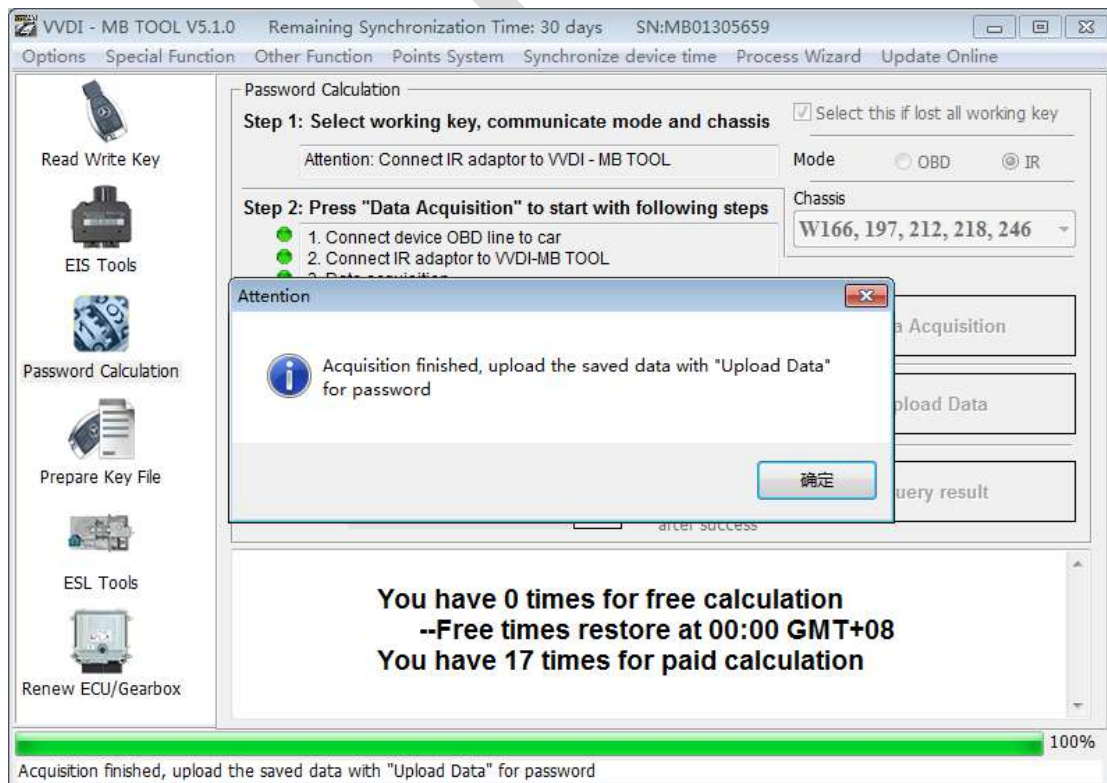 VVDI - MB TOOL V5.1.0 Remaining Synchronization Time: 30 days SN:MB01305659
Options Special Function Other Function Points System Synchronize device time Process Wizard Update Online
Read Write Key
EIS Tools
Password Calculation
Prepare Key File
ESL Tools
Renew ECU/Gearbox
Password Calculation
Step 1: Select working key, communicate mode and chassis
Attention: Connect IR adaptor to VVDI - MB TOOL
Select this if lost all working key
Mode OBD IR
Chassis
W166, 197, 212, 218, 246
Step 2: Press "Data Acquisition" to start with following steps
1. Connect device OBD line to car
2. Connect IR adaptor to VVDI-MB TOOL
Acquisition
Data
result
Attention
Acquisition finished, upload the saved data with "Upload Data"
for password
确定
after success
You have 0 times for free calculation
--Free times restore at 00:00 GMT+08
You have 17 times for paid calculation
100%
Acquisition finished, upload the saved data with "Upload Data" for password